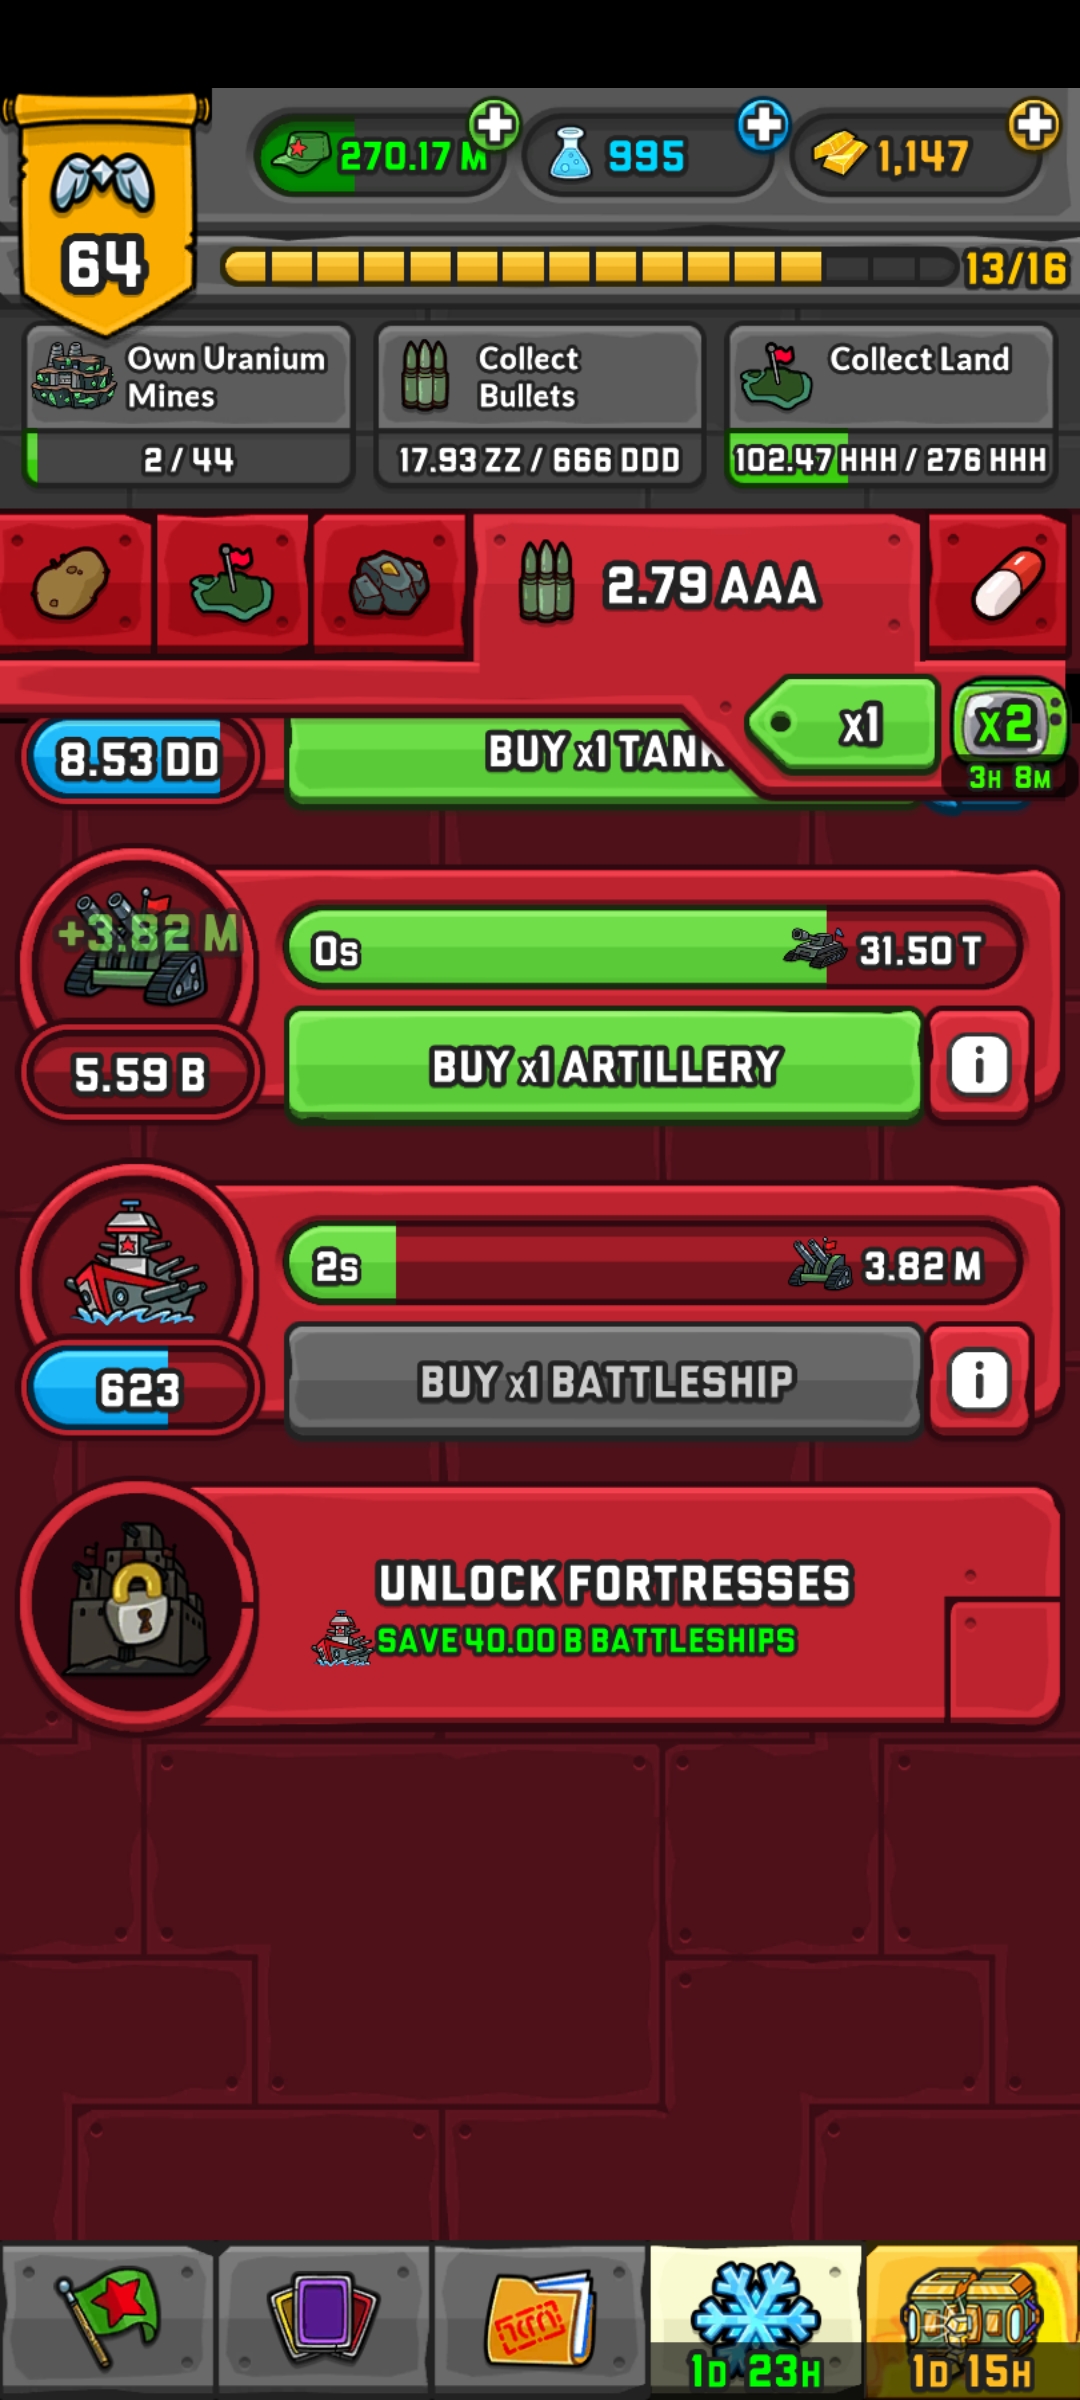 64
270.17 M
995
1,147
13/16
Own Uranium
Mines
2 / 44
Collect
Bullets
17.93 ZZ / 666 DDD
Collect Land
102.47 HHH / 276 HHH
2.79 AAA
x1
x2
3H 8M
8.53 DD
BUY x1 TANK
+3.82 M
0s
31.50 T
5.59 B
BUY x1 ARTILLERY
i
2s
3.82 M
623
BUY x1 BATTLESHIP
i
UNLOCK FORTRESSES
SAVE 40.00 B BATTLESHIPS
1D 23H
1D 15H